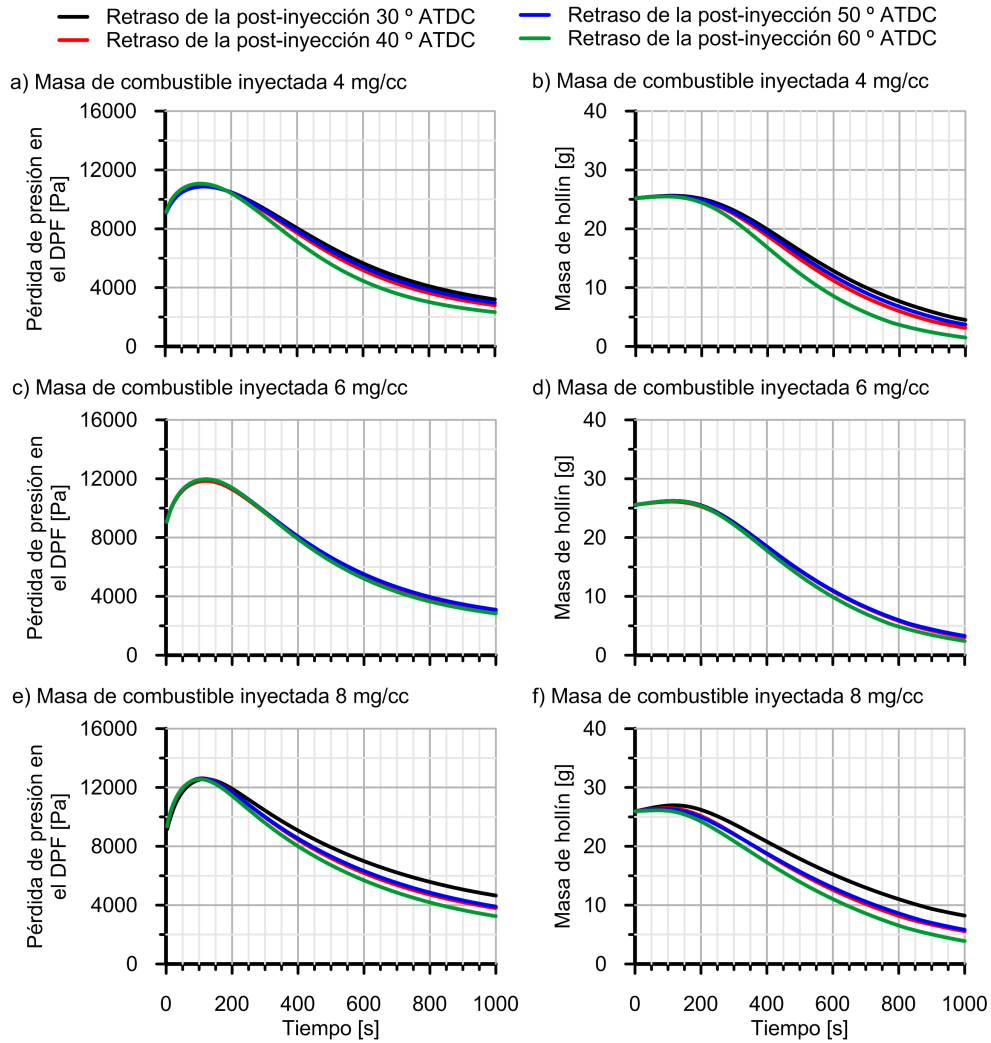 Retraso de la post-inyección 30 º ATDC
Retraso de la post-inyección 40 º ATDC
Retraso de la post-inyección 50 º ATDC
Retraso de la post-inyección 60 º ATDC
a) Masa de combustible inyectada 4 mg/cc
Pérdida de presión en
el DPF [Pa]
16000
12000
8000
4000
0
b) Masa de combustible inyectada 4 mg/cc
Masa de hollín [g]
40
30
20
10
0
c) Masa de combustible inyectada 6 mg/cc
Pérdida de presión en
el DPF [Pa]
16000
12000
8000
4000
0
d) Masa de combustible inyectada 6 mg/cc
Masa de hollín [g]
40
30
20
10
0
e) Masa de combustible inyectada 8 mg/cc
Pérdida de presión en
el DPF [Pa]
16000
12000
8000
4000
0
0 200 400 600 800 1000
Tiempo [s]
f) Masa de combustible inyectada 8 mg/cc
Masa de hollín [g]
40
30
20
10
0
0 200 400 600 800 1000
Tiempo [s]